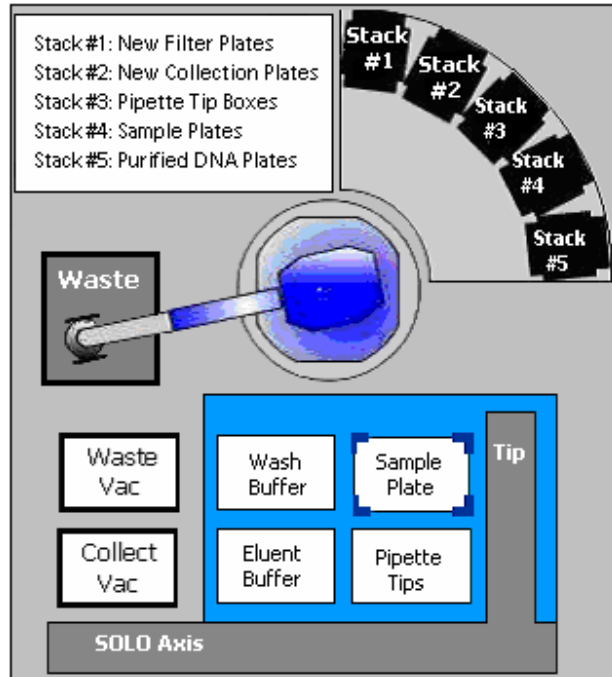 Stack #1: New Filter Plates
Stack #2: New Collection Plates
Stack #3: Pipette Tip Boxes
Stack #4: Sample Plates
Stack #5: Purified DNA Plates
Stack
#1
Stack
#2
Stack
#3
Stack
#4
Stack
#5
Waste
Waste
Vac
Wash
Buffer
Sample
Plate
Tip
Collect
Vac
Eluent
Buffer
Pipette
Tips
SOLO Axis